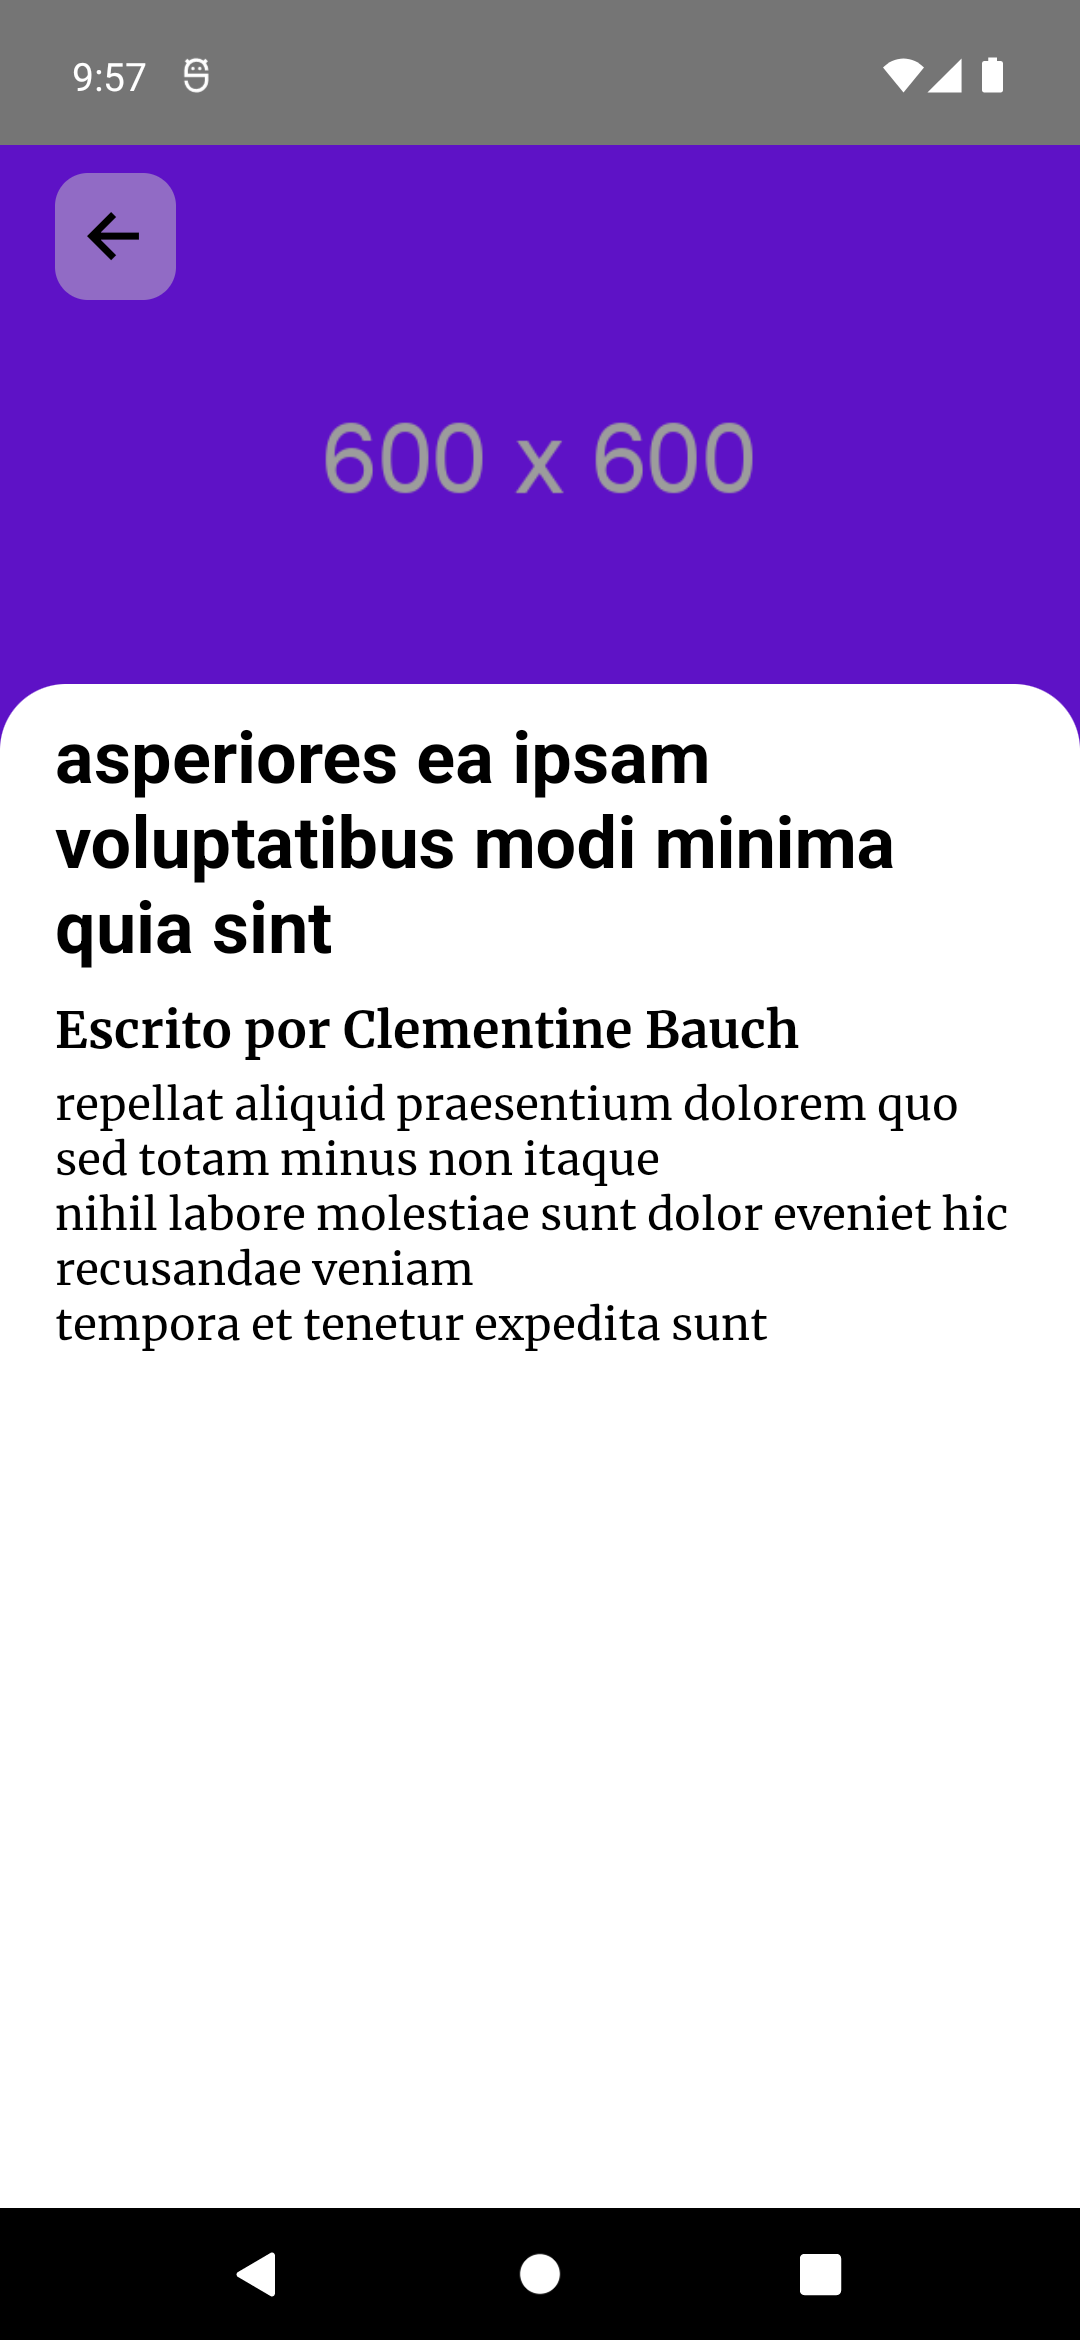 9:57
600 x 600
asperiores ea ipsam
voluptatibus modi minima
quia sint
Escrito por Clementine Bauch
repellat aliquid praesentium dolorem quo
sed totam minus non itaque
nihil labore molestiae sunt dolor eveniet hic
recusandae veniam
tempora et tenetur expedita sunt